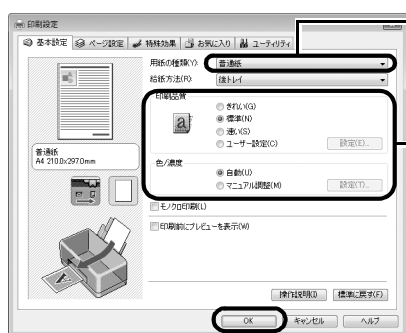 印刷設定
基本設定 ページ設定 特殊効果 お気に入り ユーティリティ
用紙の種類(Y): 普通紙
給紙方法(R): 後トレイ
印刷品質
きれい(G)
標準(N)
速い(S)
ユーザー設定(C) 設定(E)...
普通紙
A4 210.0x297.0mm
色/濃度
自動(U)
マニュアル調整(M) 設定(T)...
モノクロ印刷(L)
印刷前にプレビューを表示(W)
操作説明(I) 標準に戻す(F)
OK キャンセル ヘルプ